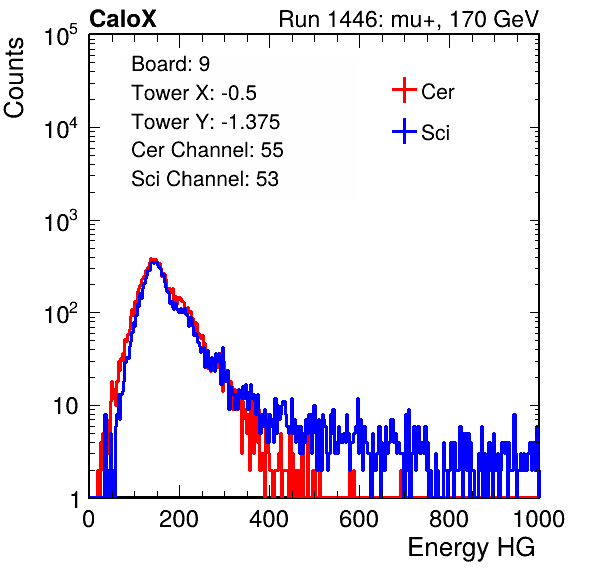 CaloX Run 1446: mu+, 170 GeV
Counts
10^5
10^4
10^3
10^2
10
1
Board: 9
Tower X: -0.5
Tower Y: -1.375
Cer Channel: 55
Sci Channel: 53
Cer
Sci
0 200 400 600 800 1000
Energy HG